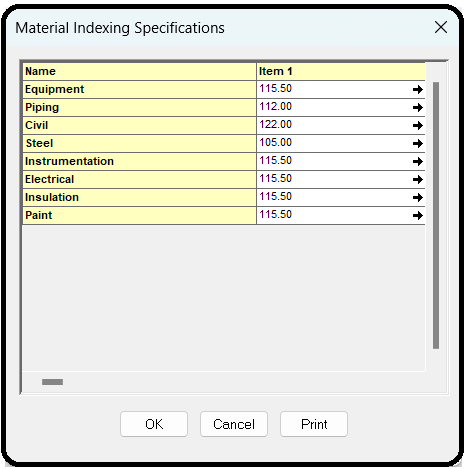 Material Indexing Specifications
Name Item 1
Equipment 115.50
Piping 112.00
Civil 122.00
Steel 105.00
Instrumentation 115.50
Electrical 115.50
Insulation 115.50
Paint 115.50
OK Cancel Print